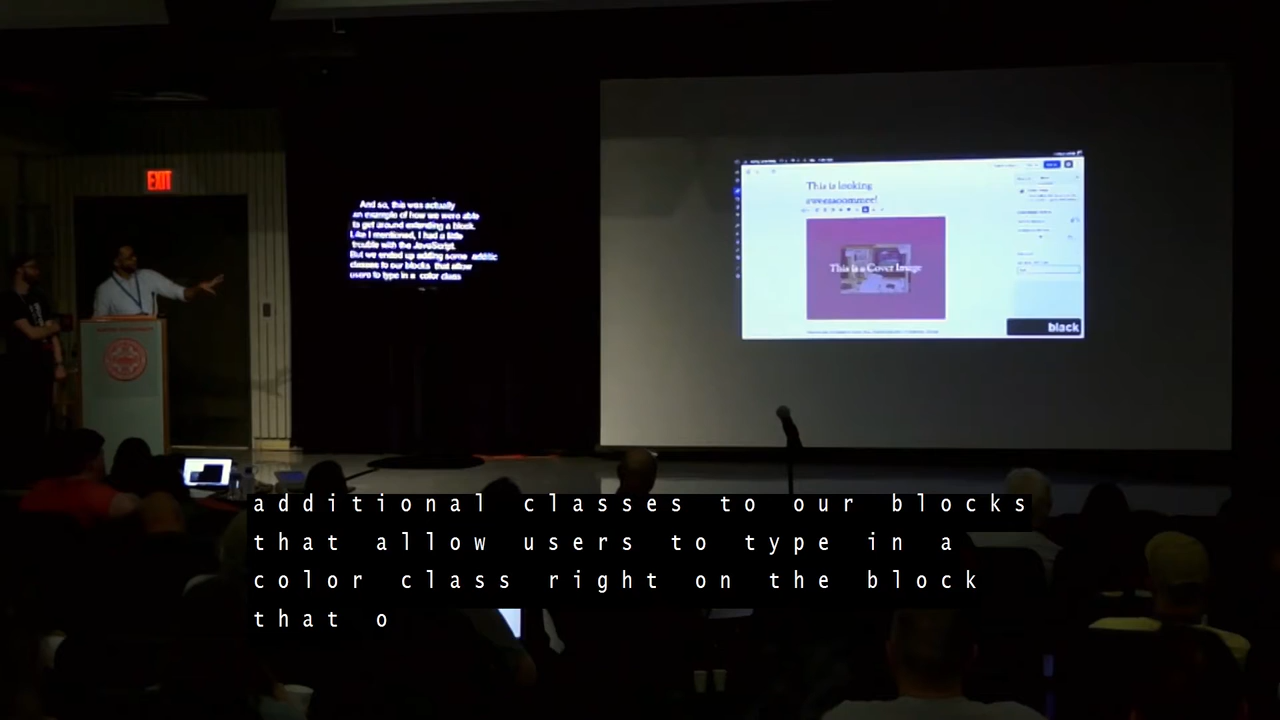 EXIT
And so, this was actually
an example of how we were able
to get around extending a block.
Like I mentioned, I had a little
trouble with the JavaScript.
But we ended up adding some additic
classes to our blocks that allow
users to type in a color class
This is looking
awesooommee!
This is a Cover Image
black
additional classes to our blocks
that allow users to type in a
color class right on the block
that o